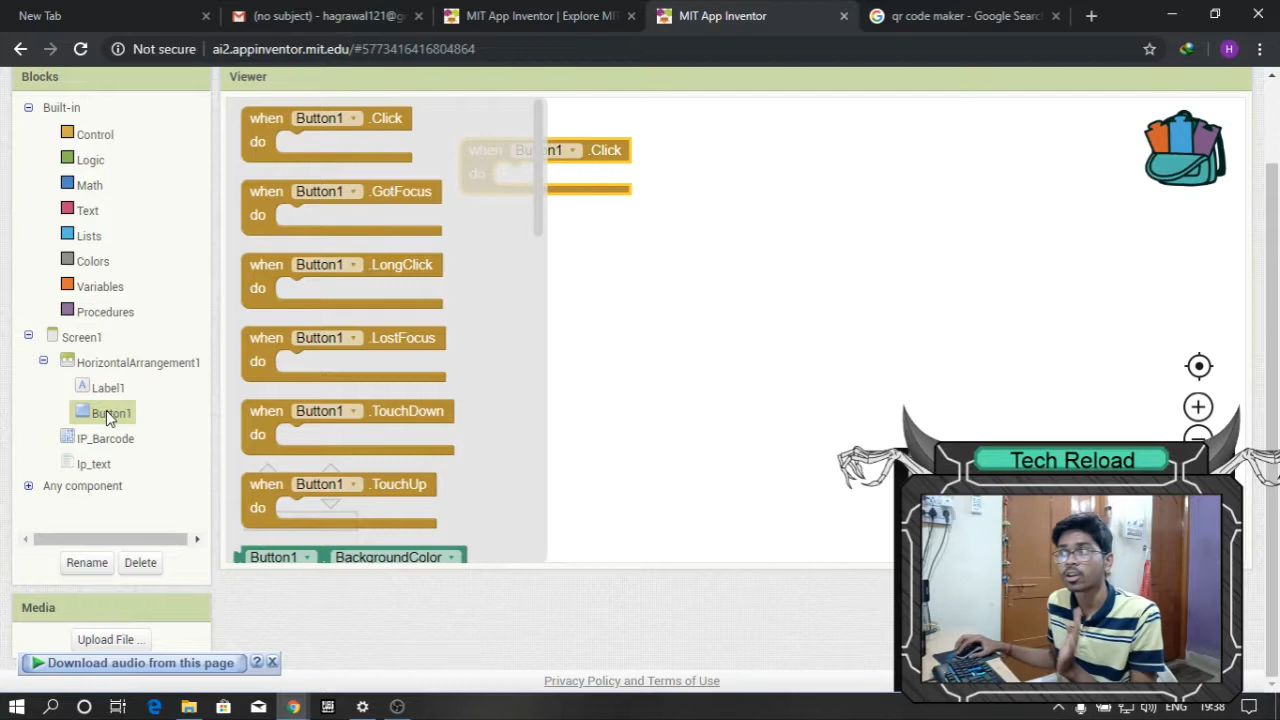 New Tab
(no subject) - hagrawal121@g
MIT App Inventor | Explore MIT
MIT App Inventor
qr code maker - Google Search
Not secure
ai2.appinventor.mit.edu/#5773416416804864
H
Blocks
Viewer
Built-in
Control
Logic
Math
Text
Lists
Colors
Variables
Procedures
Screen1
HorizontalArrangement1
Label1
Button1
IP_Barcode
Ip_text
Any component
Rename
Delete
Media
Upload File ...
Download audio from this page
when Button1 .Click
do
when Button1 .GotFocus
do
when Button1 .LongClick
do
when Button1 .LostFocus
do
when Button1 .TouchDown
do
when Button1 .TouchUp
do
Button1 . BackgroundColor
when Button1 .Click
do
Tech Reload
Privacy Policy and Terms of Use
ENG
19:38